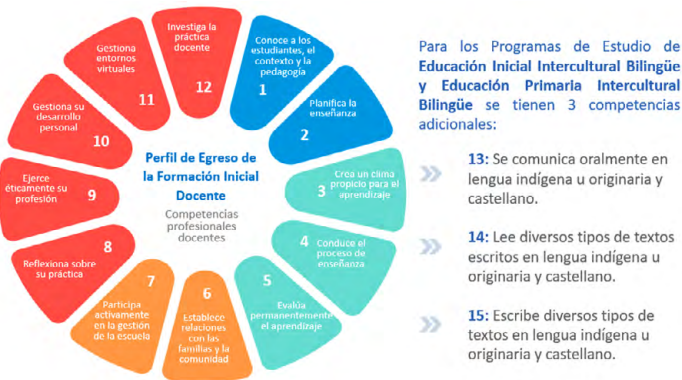 Perfil de Egreso de
la Formación Inicial
Docente
Competencias
profesionales
docentes
Conoce a los
estudiantes, el
contexto y la
pedagogía
1
Planifica la
enseñanza
2
Crea un clima
propicio para el
aprendizaje
3
Conduce el
proceso de
enseñanza
4
Evalúa
permanentemente
el aprendizaje
5
Establece
relaciones
con las
familias y la
comunidad
6
Participa
activamente
en la gestión
de la escuela
7
Reflexiona sobre
su práctica
8
Ejerce
éticamente su
profesión
9
Gestiona su
desarrollo
personal
10
Gestiona
entornos
virtuales
11
Investiga la
práctica
docente
12
Para los Programas de Estudio de
Educación Inicial Intercultural Bilingüe
y Educación Primaria Intercultural
Bilingüe se tienen 3 competencias
adicionales:
13: Se comunica oralmente en
lengua indígena u originaria y
castellano.
14: Lee diversos tipos de textos
escritos en lengua indígena u
originaria y castellano.
15: Escribe diversos tipos de
textos en lengua indígena u
originaria y castellano.